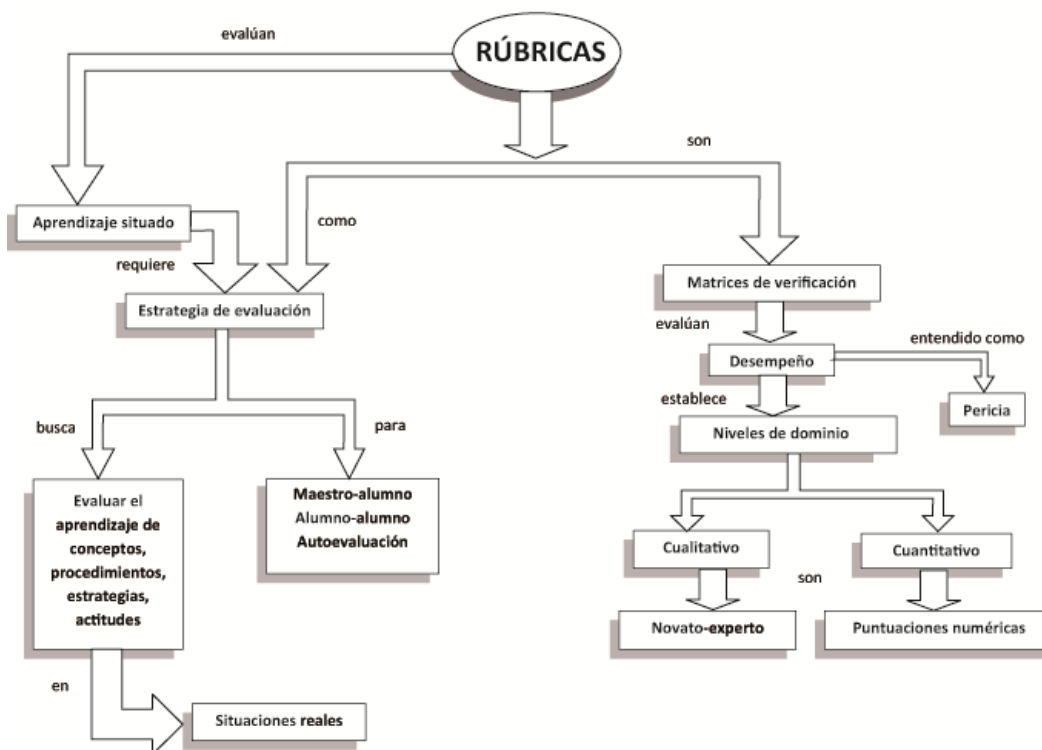 evalúan
RÚBRICAS
son
Aprendizaje situado
como
requiere
Matrices de verificación
Estrategia de evaluación
evalúan
entendido como
Desempeño
establece
Pericia
busca
para
Niveles de dominio
Evaluar el
aprendizaje de
conceptos,
procedimientos,
estrategias,
actitudes
Maestro-alumno
Alumno-alumno
Autoevaluación
Cualitativo
Cuantitativo
son
Novato-experto
Puntuaciones numéricas
en
Situaciones reales